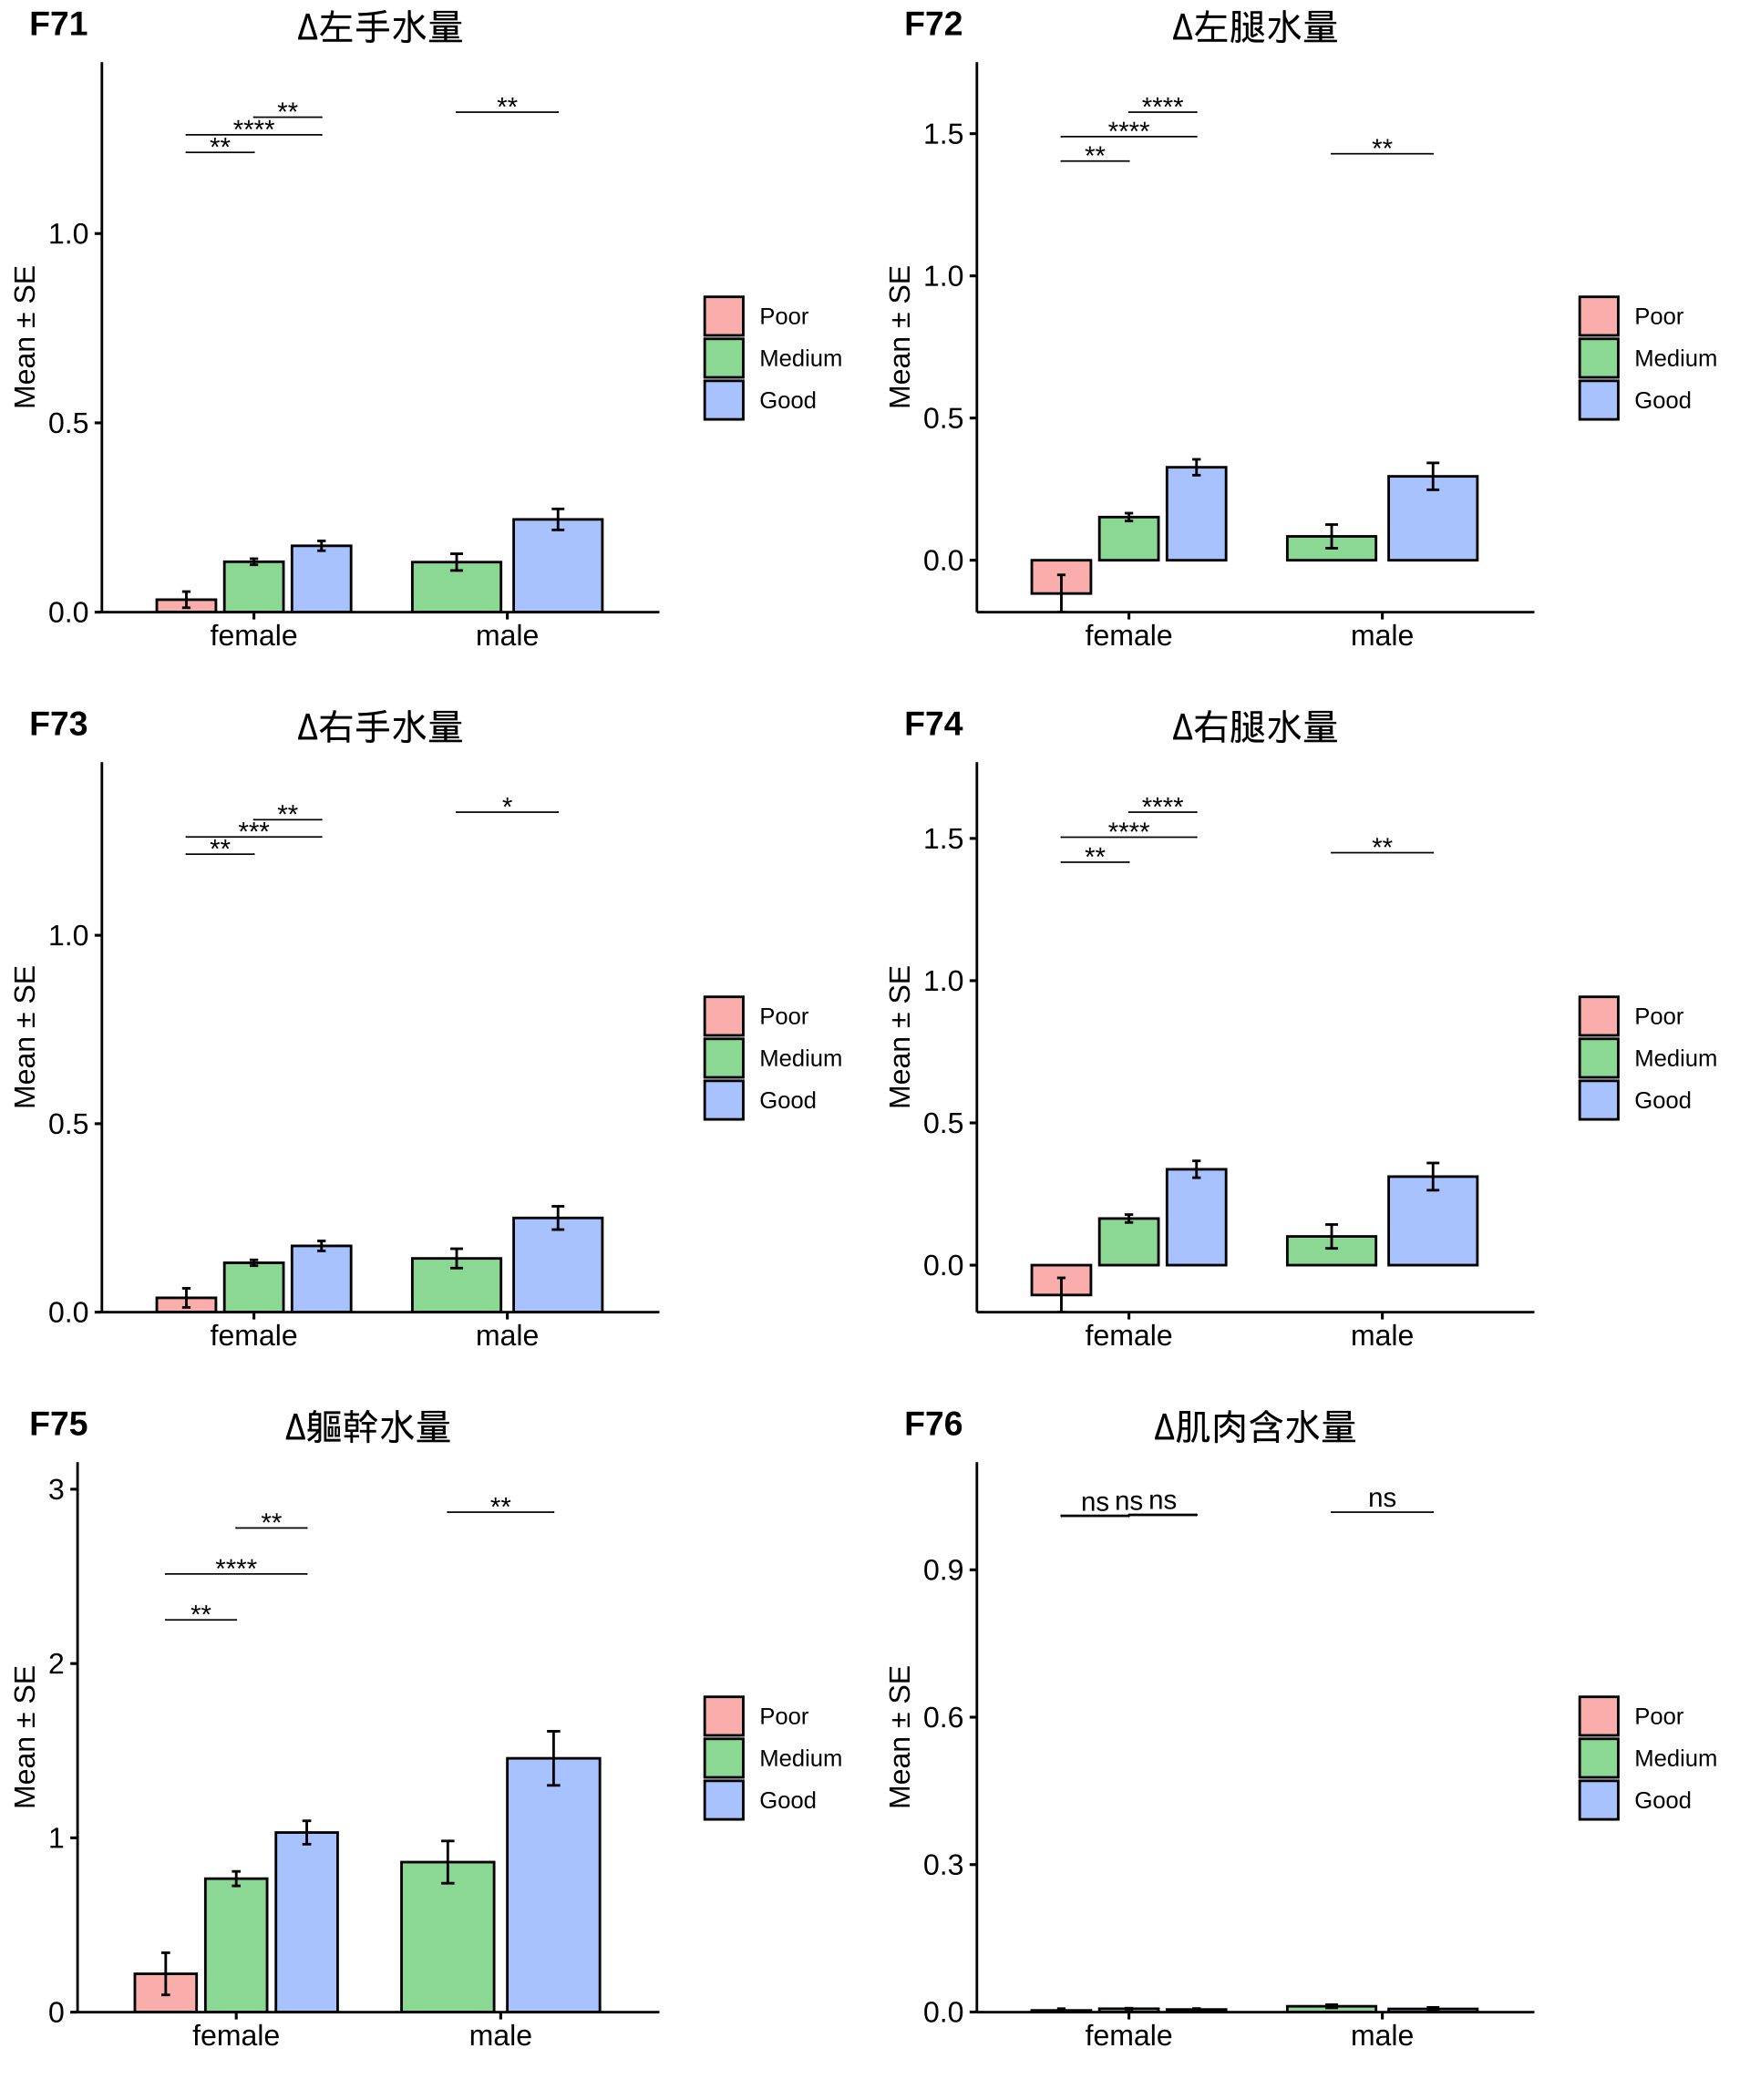 F71 Δ左手水量
** **** ** **
1.0
0.5
0.0
Mean ± SE
female male
Poor
Medium
Good
F72 Δ左腿水量
**** **** ** **
1.5
1.0
0.5
0.0
Mean ± SE
female male
Poor
Medium
Good
F73 Δ右手水量
** *** ** *
1.0
0.5
0.0
Mean ± SE
female male
Poor
Medium
Good
F74 Δ右腿水量
**** **** ** **
1.5
1.0
0.5
0.0
Mean ± SE
female male
Poor
Medium
Good
F75 Δ軀幹水量
** **** ** **
3
2
1
0
Mean ± SE
female male
Poor
Medium
Good
F76 Δ肌肉含水量
ns ns ns ns
0.9
0.6
0.3
0.0
Mean ± SE
female male
Poor
Medium
Good